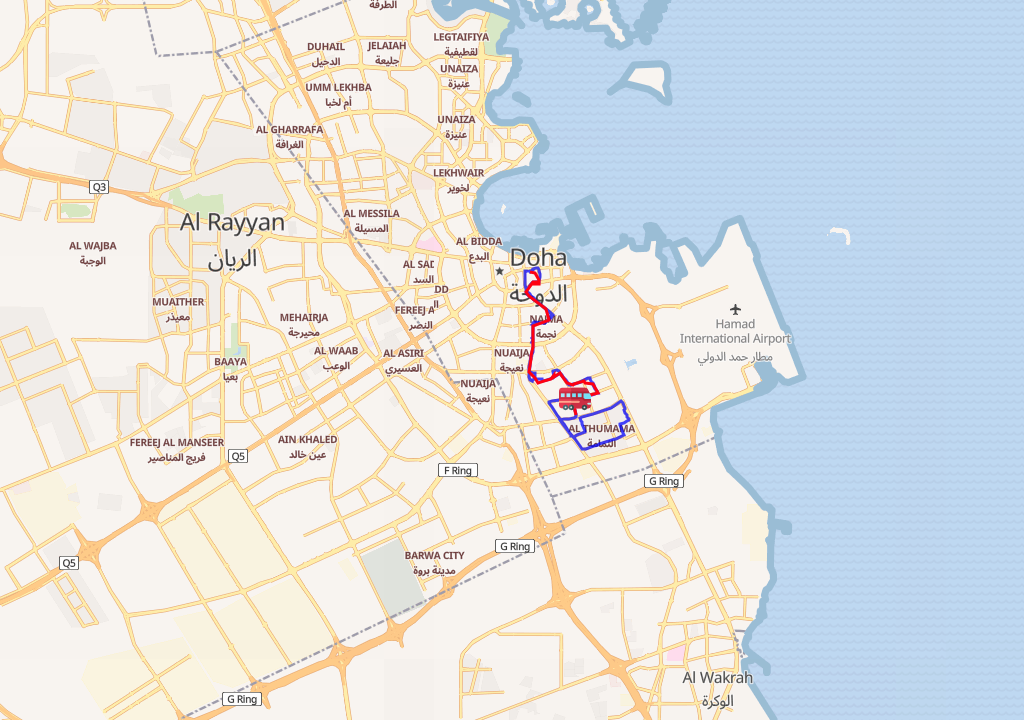 الطرفة
LEGTAIFIYA
لقطيفية
DUHAIL
الدحيل
JELAIAH
جليعة
UNAIZA
عنيزة
UMM LEKHBA
أم لخبا
UNAIZA
عنيزة
AL GHARRAFA
الغرافة
LEKHWAIR
لخوير
Q3
AL MESSILA
المسيلة
Al Rayyan
الريان
AL WAJBA
الوجبة
AL BIDDA
البدع
Doha
الدوحة
AL SAD
السد
DD
MUAITHER
معيذر
FEREEJ A
النصر
MEHAIRJA
محيرجة
NAJMA
نجمة
Hamad
International Airport
مطار حمد الدولي
AL WAAB
الوعب
AL ASIRI
العسيري
NUAIJA
نعيجة
BAAYA
بعيا
NUAIJA
نعيجة
AL THUMAMA
الثمامة
FEREEJ AL MANSEER
فريج المناصير
AIN KHALED
عين خالد
Q5
F Ring
G Ring
G Ring
BARWA CITY
مدينة بروة
Q5
Al Wakrah
الوكرة
G Ring